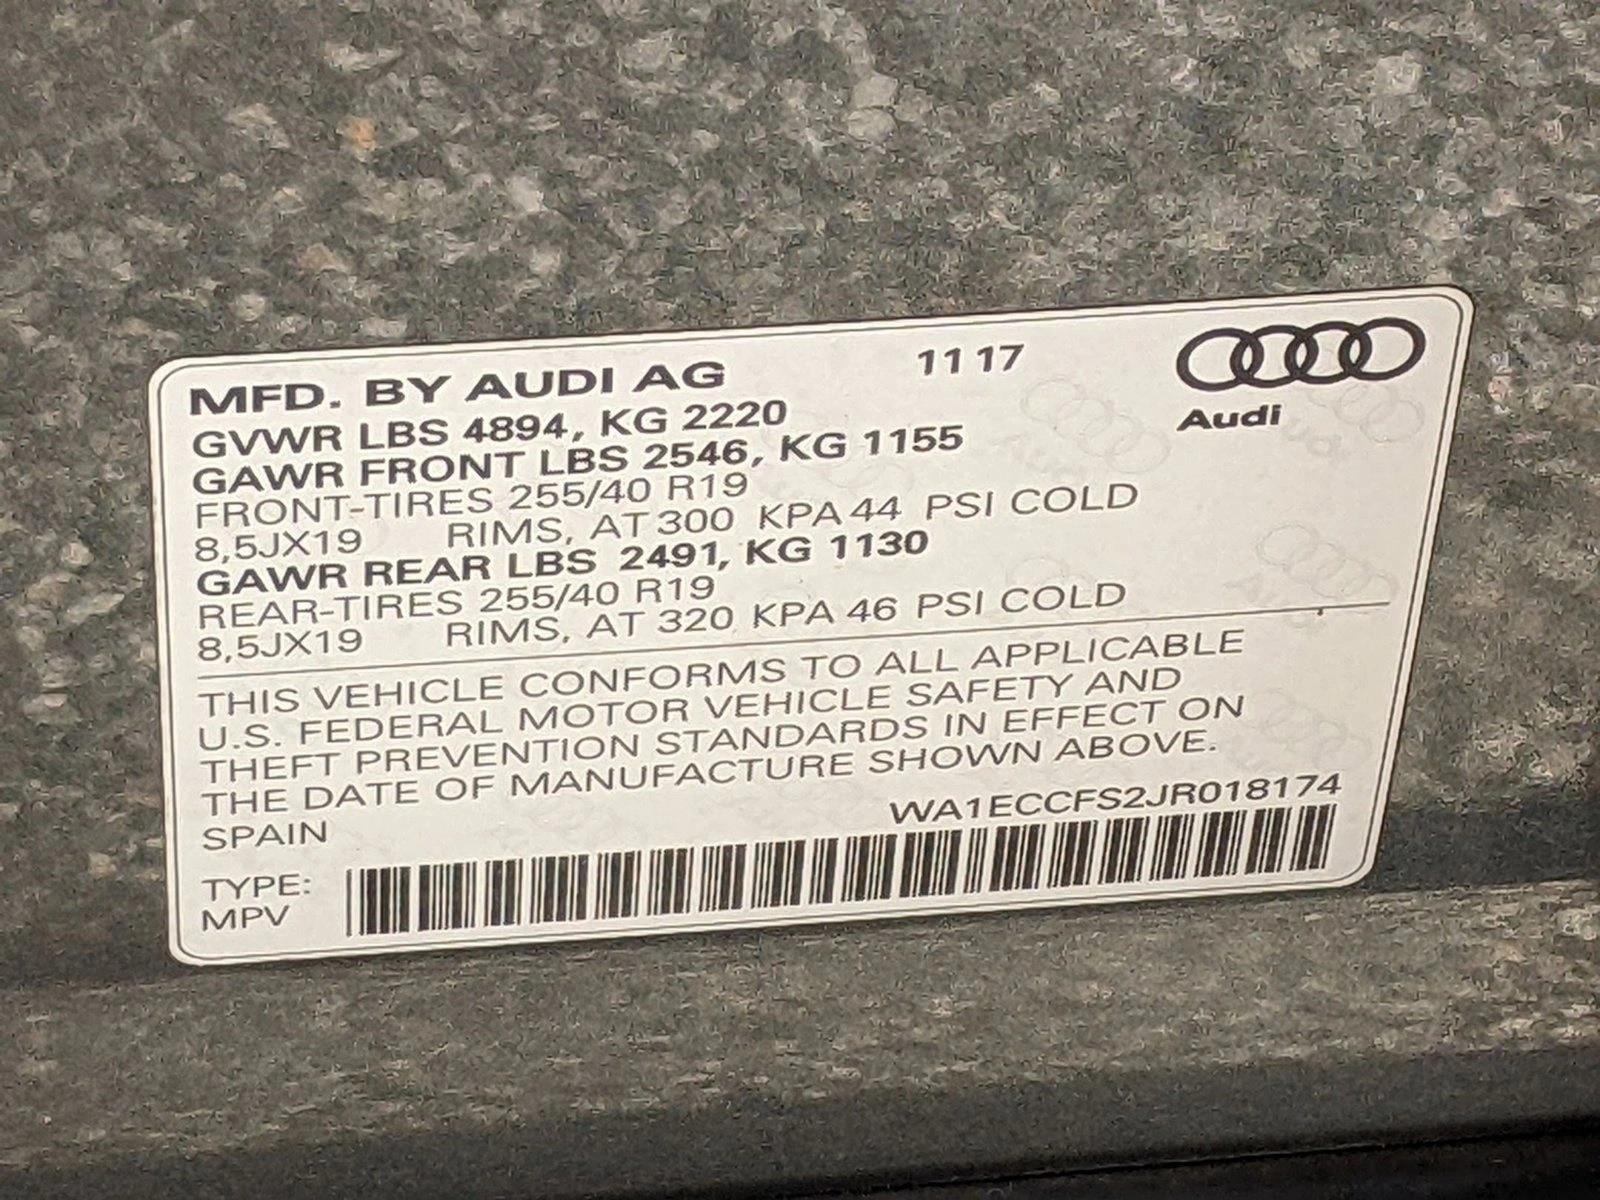 MFD. BY AUDI AG 11 17
Audi
GVWR LBS 4894, KG 2220
GAWR FRONT LBS 2546, KG 1155
FRONT-TIRES 255/40 R19
8,5JX19 RIMS, AT 300 KPA 44 PSI COLD
GAWR REAR LBS 2491, KG 1130
REAR-TIRES 255/40 R19
8,5JX19 RIMS, AT 320 KPA 46 PSI COLD
THIS VEHICLE CONFORMS TO ALL APPLICABLE
U.S. FEDERAL MOTOR VEHICLE SAFETY AND
THEFT PREVENTION STANDARDS IN EFFECT ON
THE DATE OF MANUFACTURE SHOWN ABOVE.
SPAIN WA1ECCFS2JR018174
TYPE:
MPV